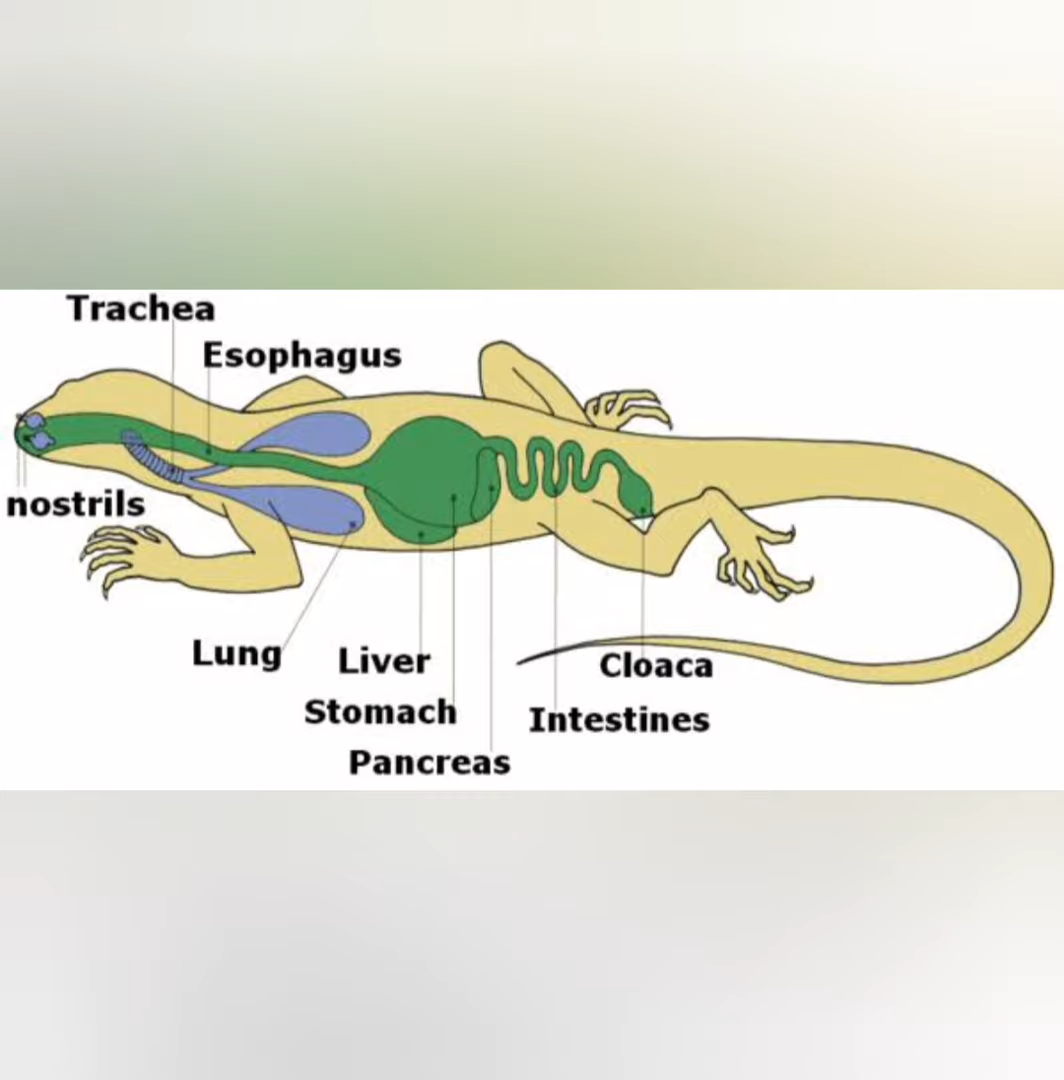 Trachea
Esophagus
nostrils
Lung
Liver
Cloaca
Stomach
Intestines
Pancreas